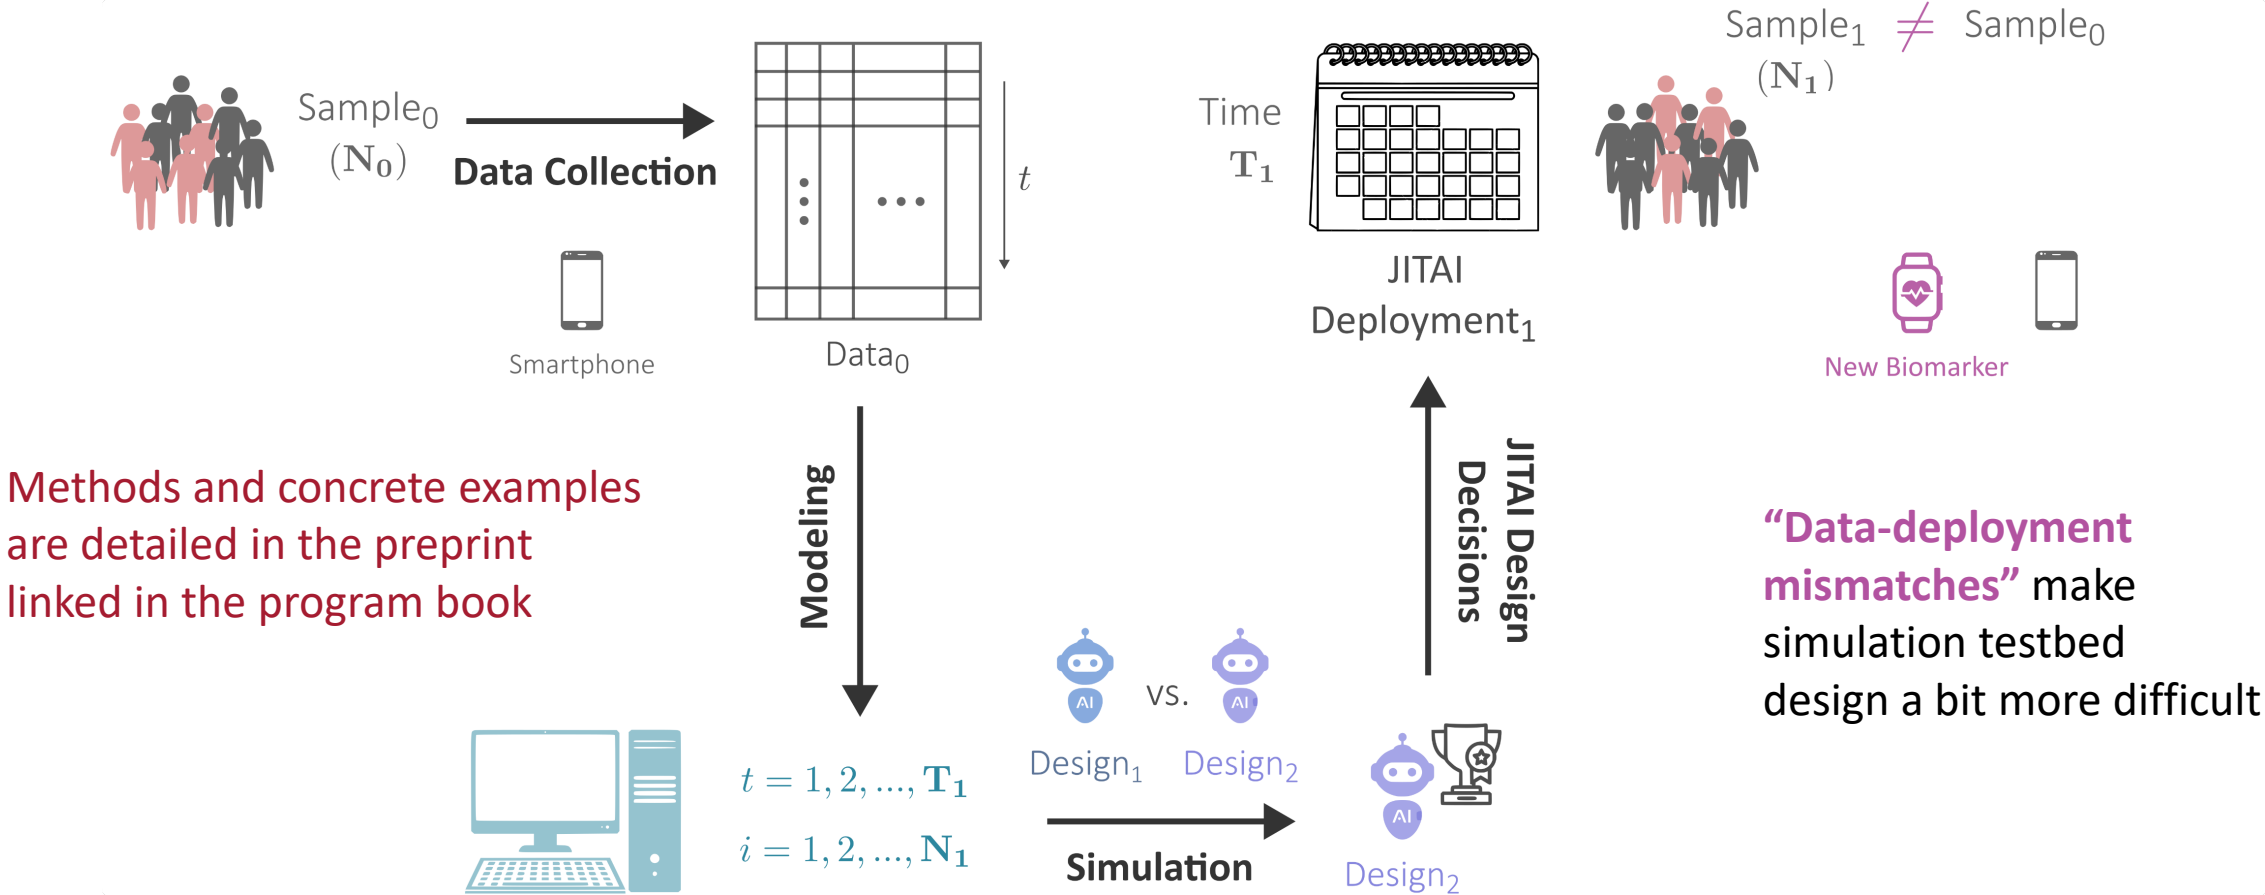 Sample₀
(N₀)
Data Collection
Smartphone
t
Data₀
Time
T₁
JITAI
Deployment₁
Sample₁ ≠ Sample₀
(N₁)
New Biomarker
Methods and concrete examples
are detailed in the preprint
linked in the program book
Modeling
JITAI Design
Decisions
“Data-deployment
mismatches” make
simulation testbed
design a bit more difficult
AI
vs.
AI
Design₁
Design₂
t = 1, 2, ..., T₁
i = 1, 2, ..., N₁
Simulation
AI
Design₂